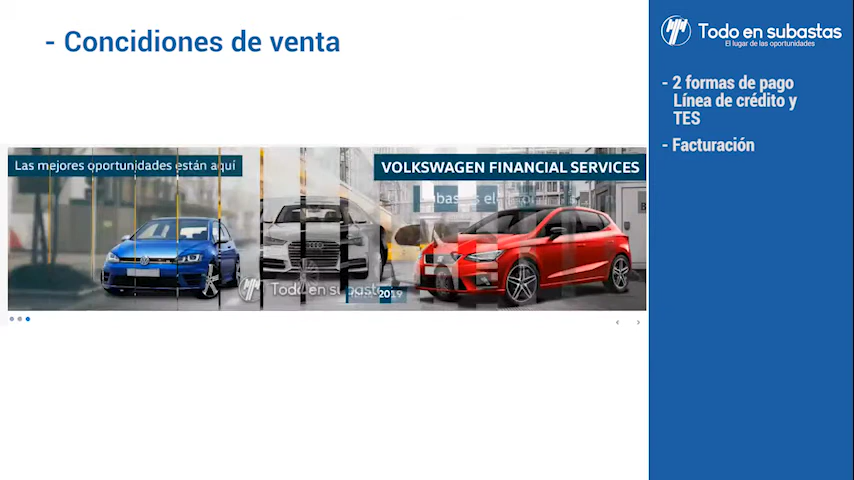 - Concidiones de venta
Todo en subastas
El lugar de las oportunidades
- 2 formas de pago
Línea de crédito y
TES
- Facturación
Las mejores oportunidades están aquí
VOLKSWAGEN FINANCIAL SERVICES
Todo en subastas
2019